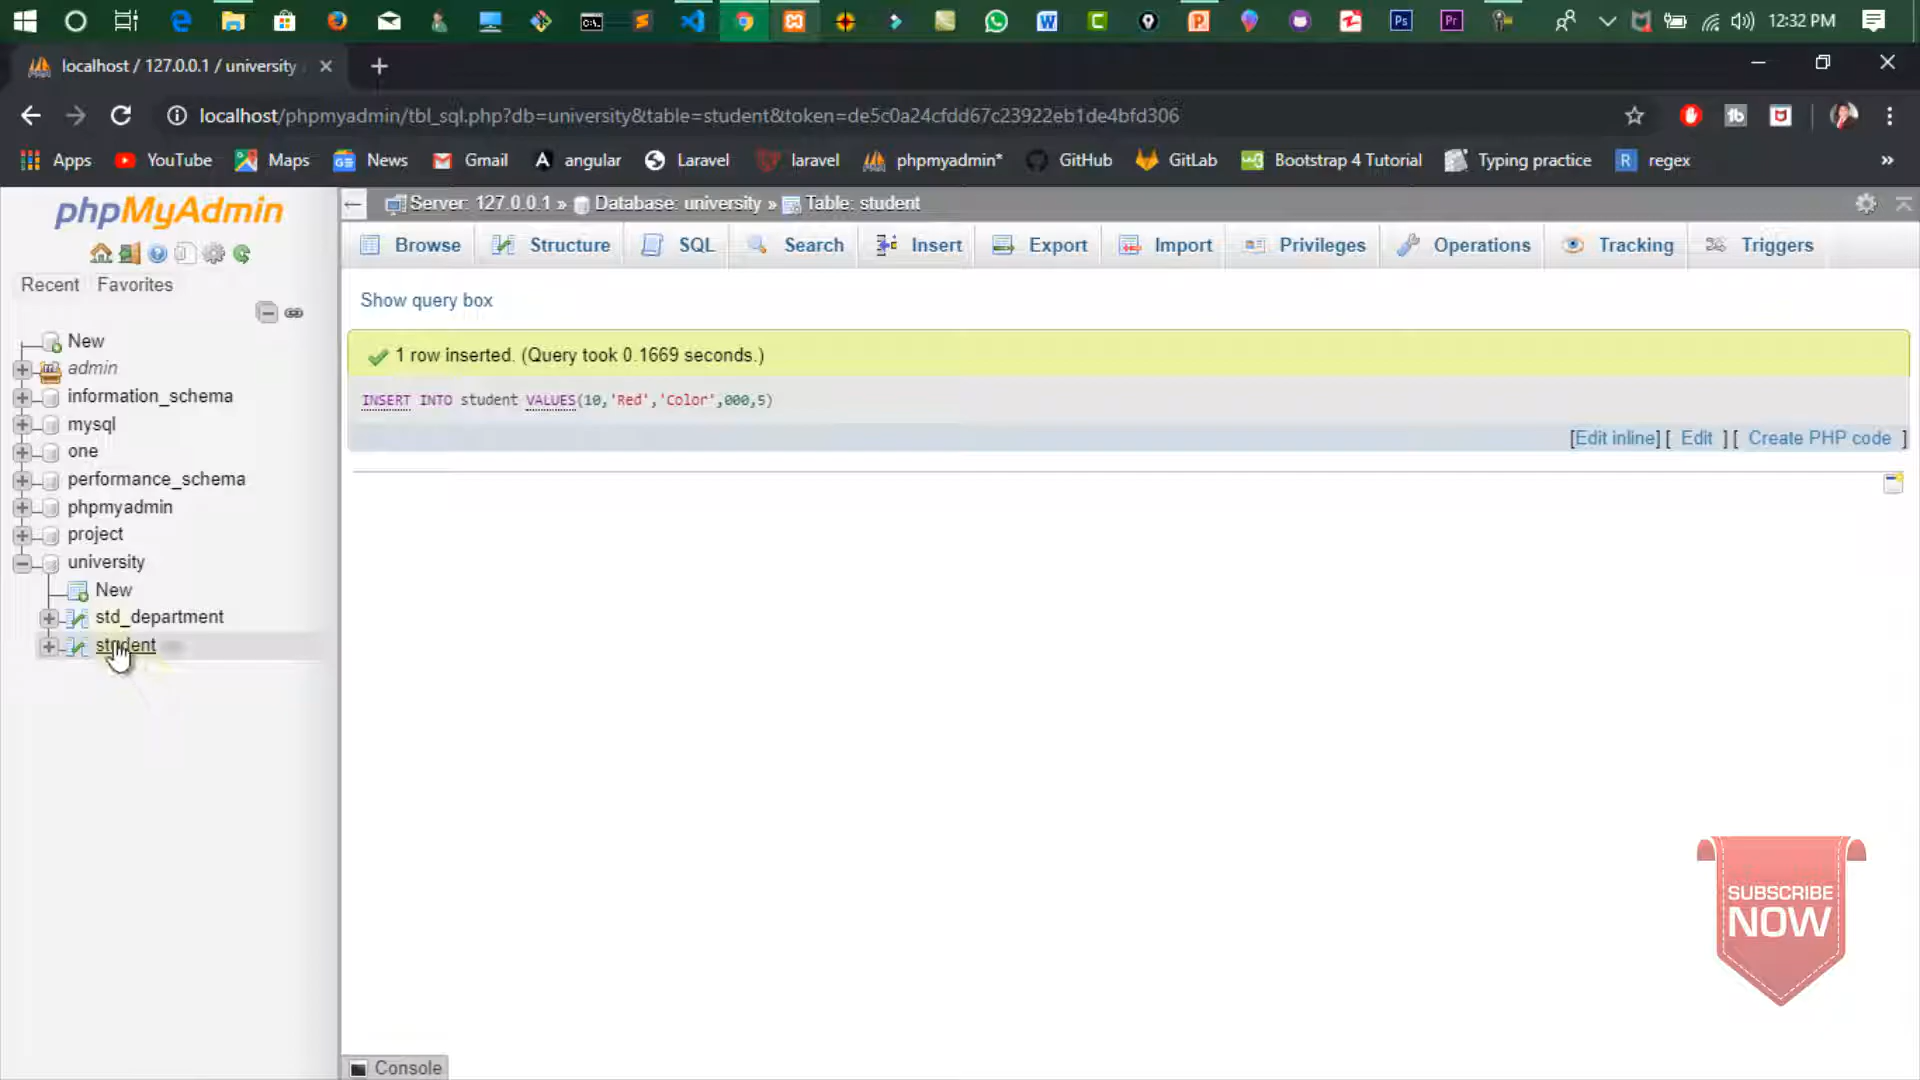 12:32 PM
localhost / 127.0.0.1 / university
localhost/phpmyadmin/tbl_sql.php?db=university&table=student&token=de5c0a24cfdd67c23922eb1de4bfd306
Apps YouTube Maps News Gmail angular Laravel laravel phpmyadmin* GitHub GitLab Bootstrap 4 Tutorial Typing practice regex »
phpMyAdmin
Recent Favorites
New
admin
information_schema
mysql
one
performance_schema
phpmyadmin
project
university
New
std_department
student
Server: 127.0.0.1 » Database: university » Table: student
Browse Structure SQL Search Insert Export Import Privileges Operations Tracking Triggers
Show query box
1 row inserted. (Query took 0.1669 seconds.)
INSERT INTO student VALUES(10,'Red','Color',000,5)
[Edit inline] [ Edit ] [ Create PHP code ]
SUBSCRIBE
NOW
Console